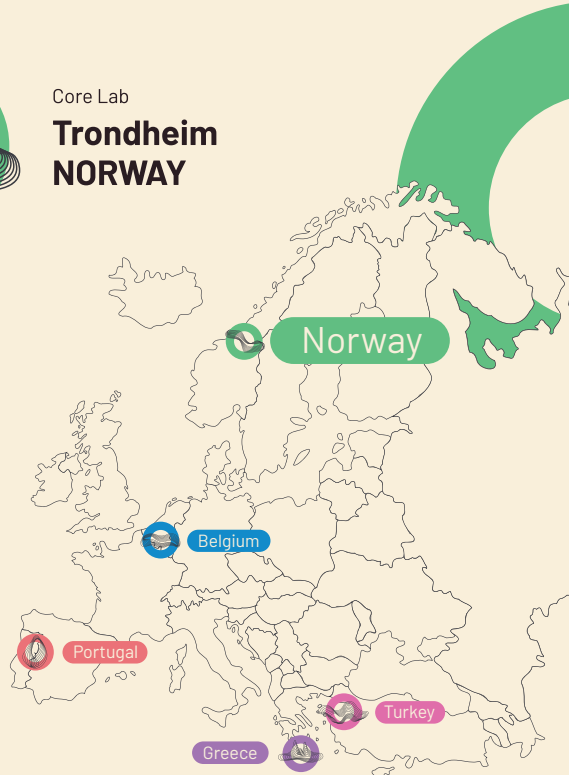 Core Lab
Trondheim
NORWAY
Norway
Belgium
Portugal
Turkey
Greece